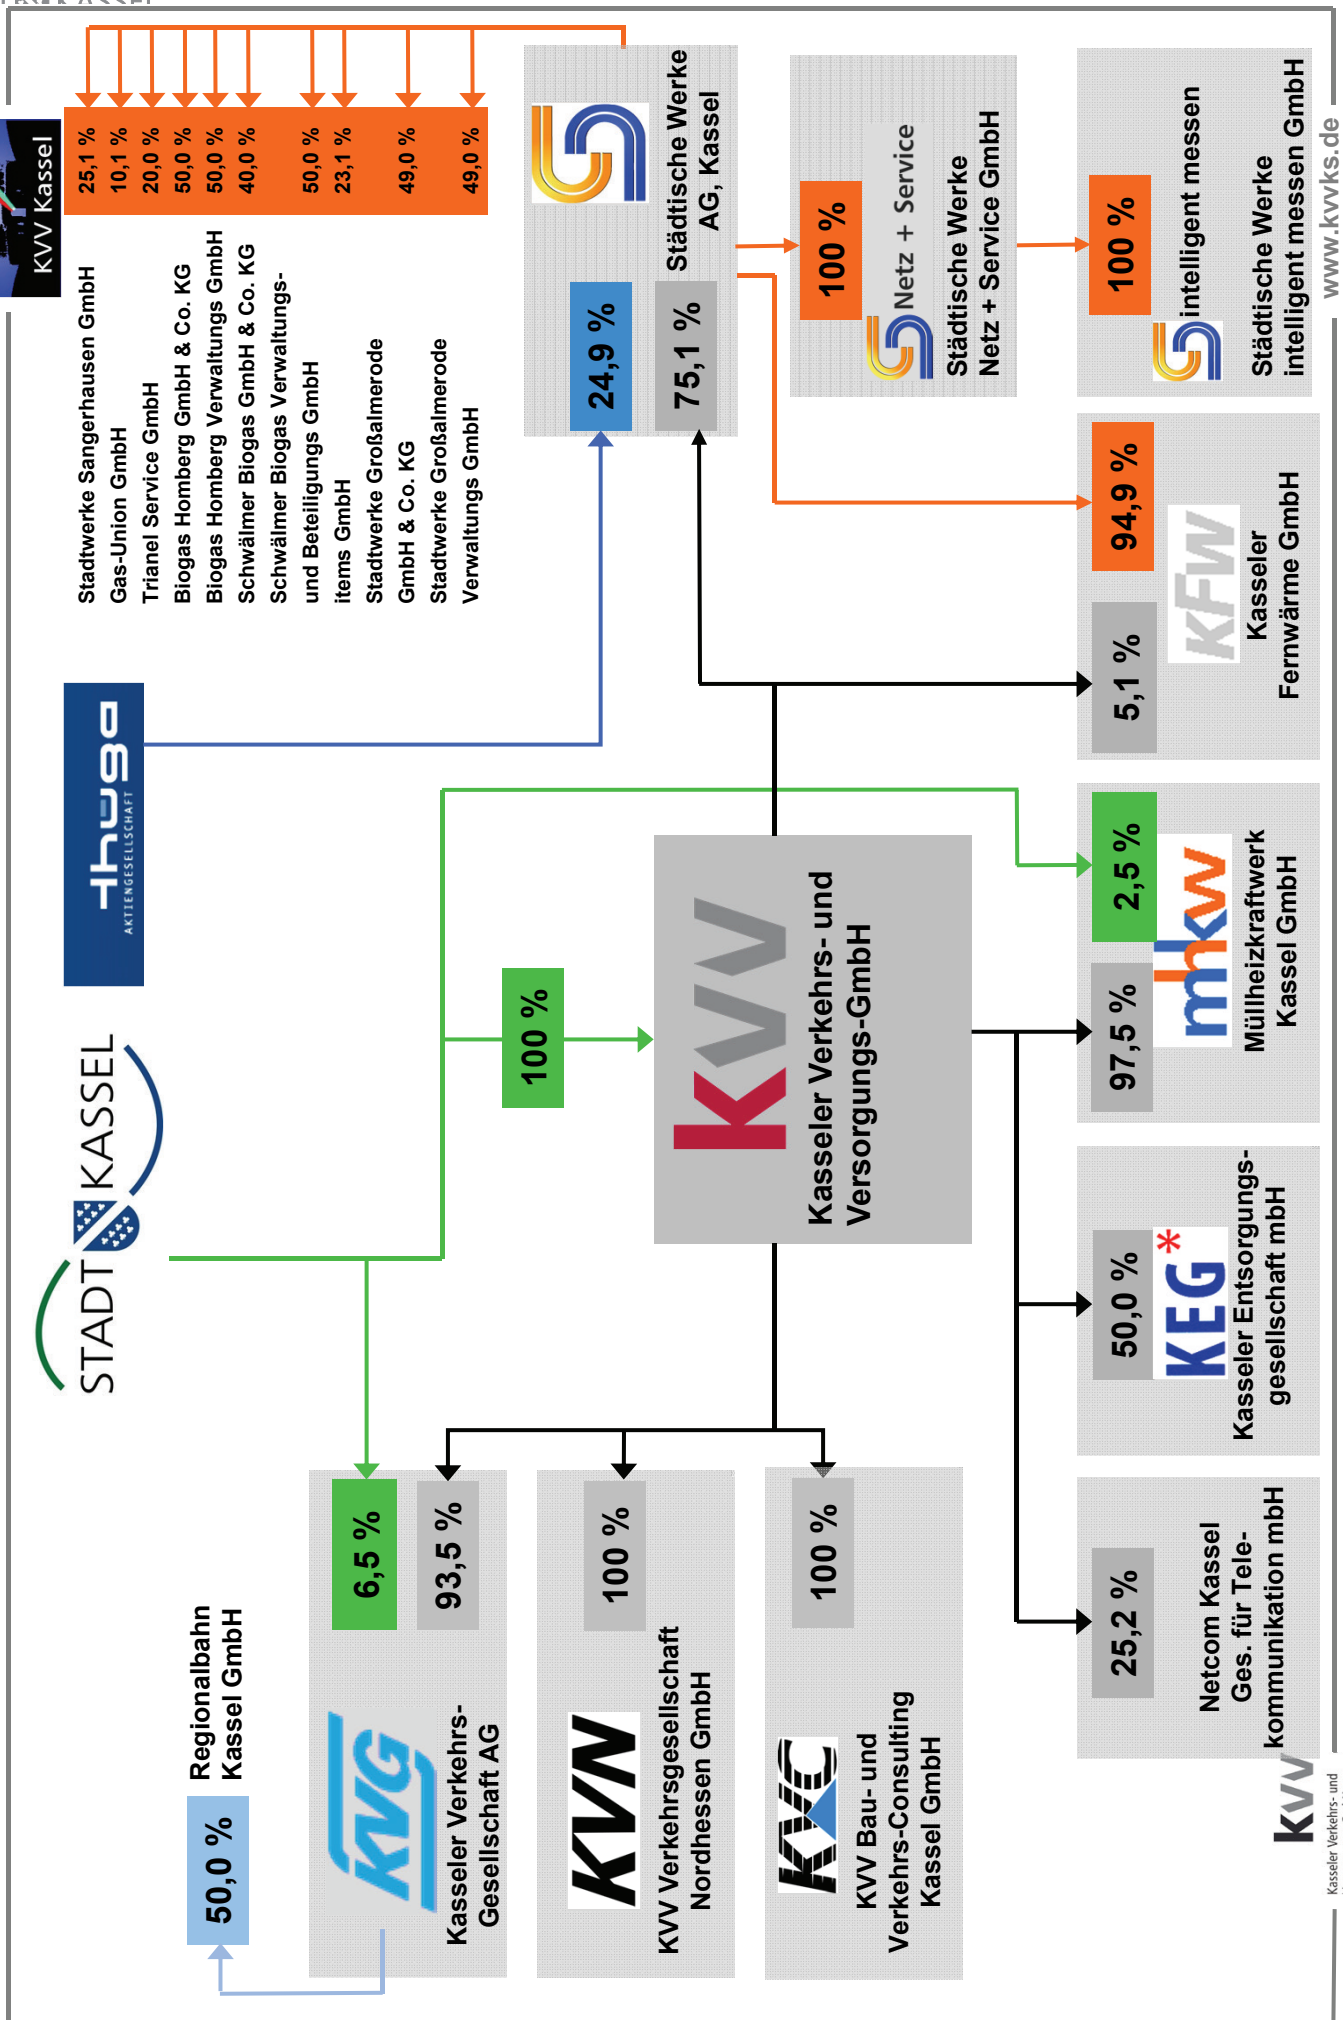 KVV Kassel
STADT KASSEL
Thüga
AKTIENGESELLSCHAFT
Stadtwerke Sangerhausen GmbH 25,1 %
Gas-Union GmbH 10,1 %
Trianel Service GmbH 20,0 %
Biogas Homberg GmbH & Co. KG 50,0 %
Biogas Homberg Verwaltungs GmbH 50,0 %
Schwälmer Biogas GmbH & Co. KG 40,0 %
Schwälmer Biogas Verwaltungs-
und Beteiligungs GmbH 50,0 %
items GmbH 23,1 %
Stadtwerke Großalmerode
GmbH & Co. KG 49,0 %
Stadtwerke Großalmerode
Verwaltungs GmbH 49,0 %
50,0 %
Regionalbahn
Kassel GmbH
KVG
Kasseler Verkehrs-
Gesellschaft AG
6,5 %
93,5 %
KVN
KVV Verkehrsgesellschaft
Nordhessen GmbH
100 %
KVC
KVV Bau- und
Verkehrs-Consulting
Kassel GmbH
100 %
100 %
kvv
Kasseler Verkehrs- und
Versorgungs-GmbH
24,9 %
75,1 %
Städtische Werke
AG, Kassel
100 %
Netz + Service
Städtische Werke
Netz + Service GmbH
25,2 %
Netcom Kassel
Ges. für Tele-
kommunikation mbH
50,0 %
KEG*
Kasseler Entsorgungs-
gesellschaft mbH
97,5 %
2,5 %
mhkw
Müllheizkraftwerk
Kassel GmbH
5,1 %
94,9 %
KFW
Kasseler
Fernwärme GmbH
100 %
intelligent messen
Städtische Werke
intelligent messen GmbH
kvv
Kasseler Verkehrs- und
www.kvvks.de